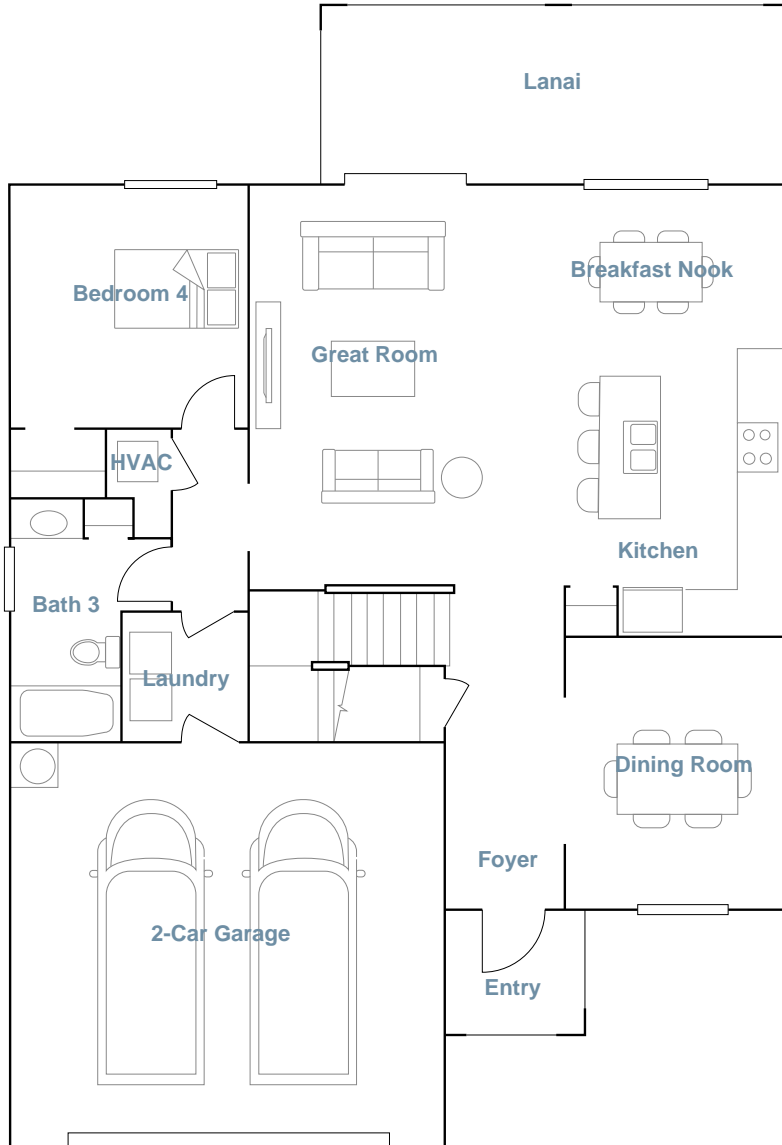 Lanai
Breakfast Nook
Bedroom 4
Great Room
HVAC
Kitchen
Bath 3
Laundry
Dining Room
Foyer
2-Car Garage
Entry